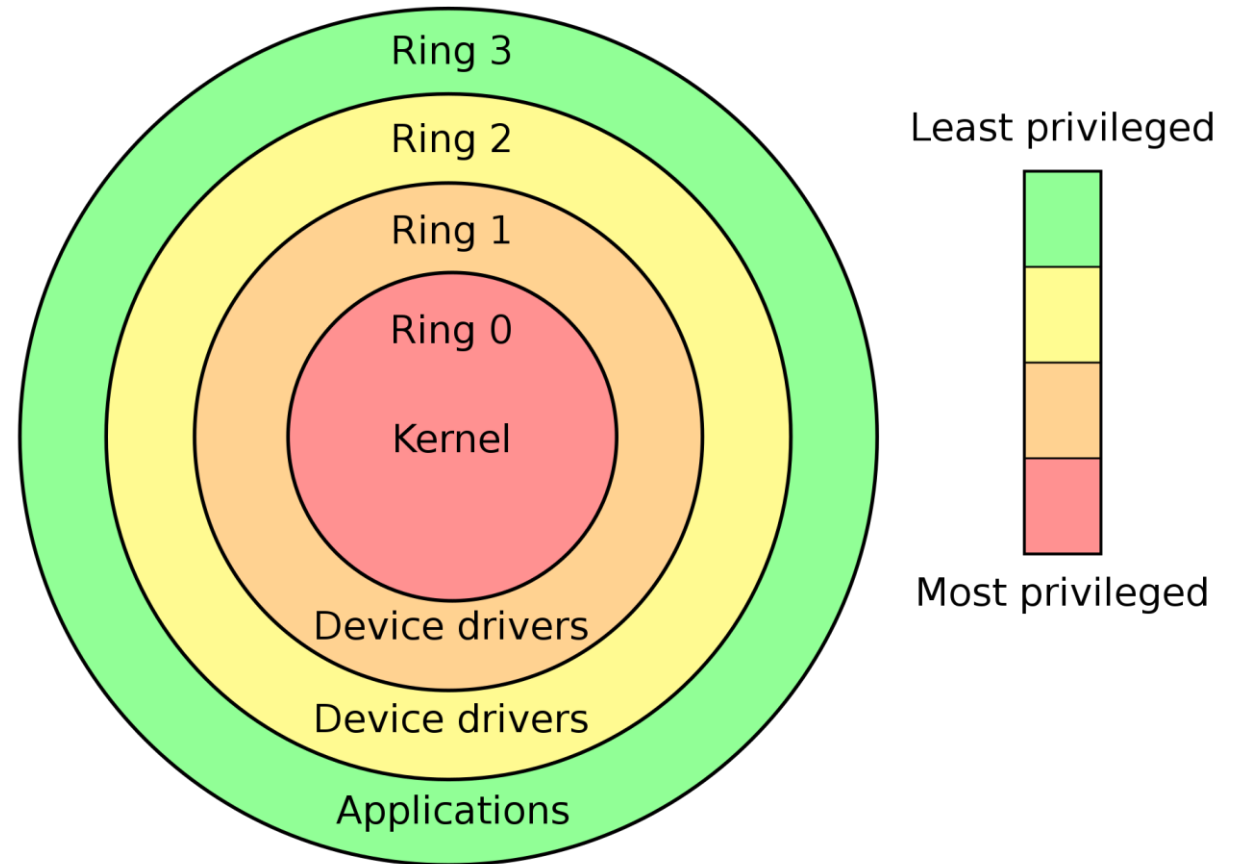 Ring 3
Ring 2
Ring 1
Ring 0
Kernel
Device drivers
Device drivers
Applications
Least privileged
Most privileged